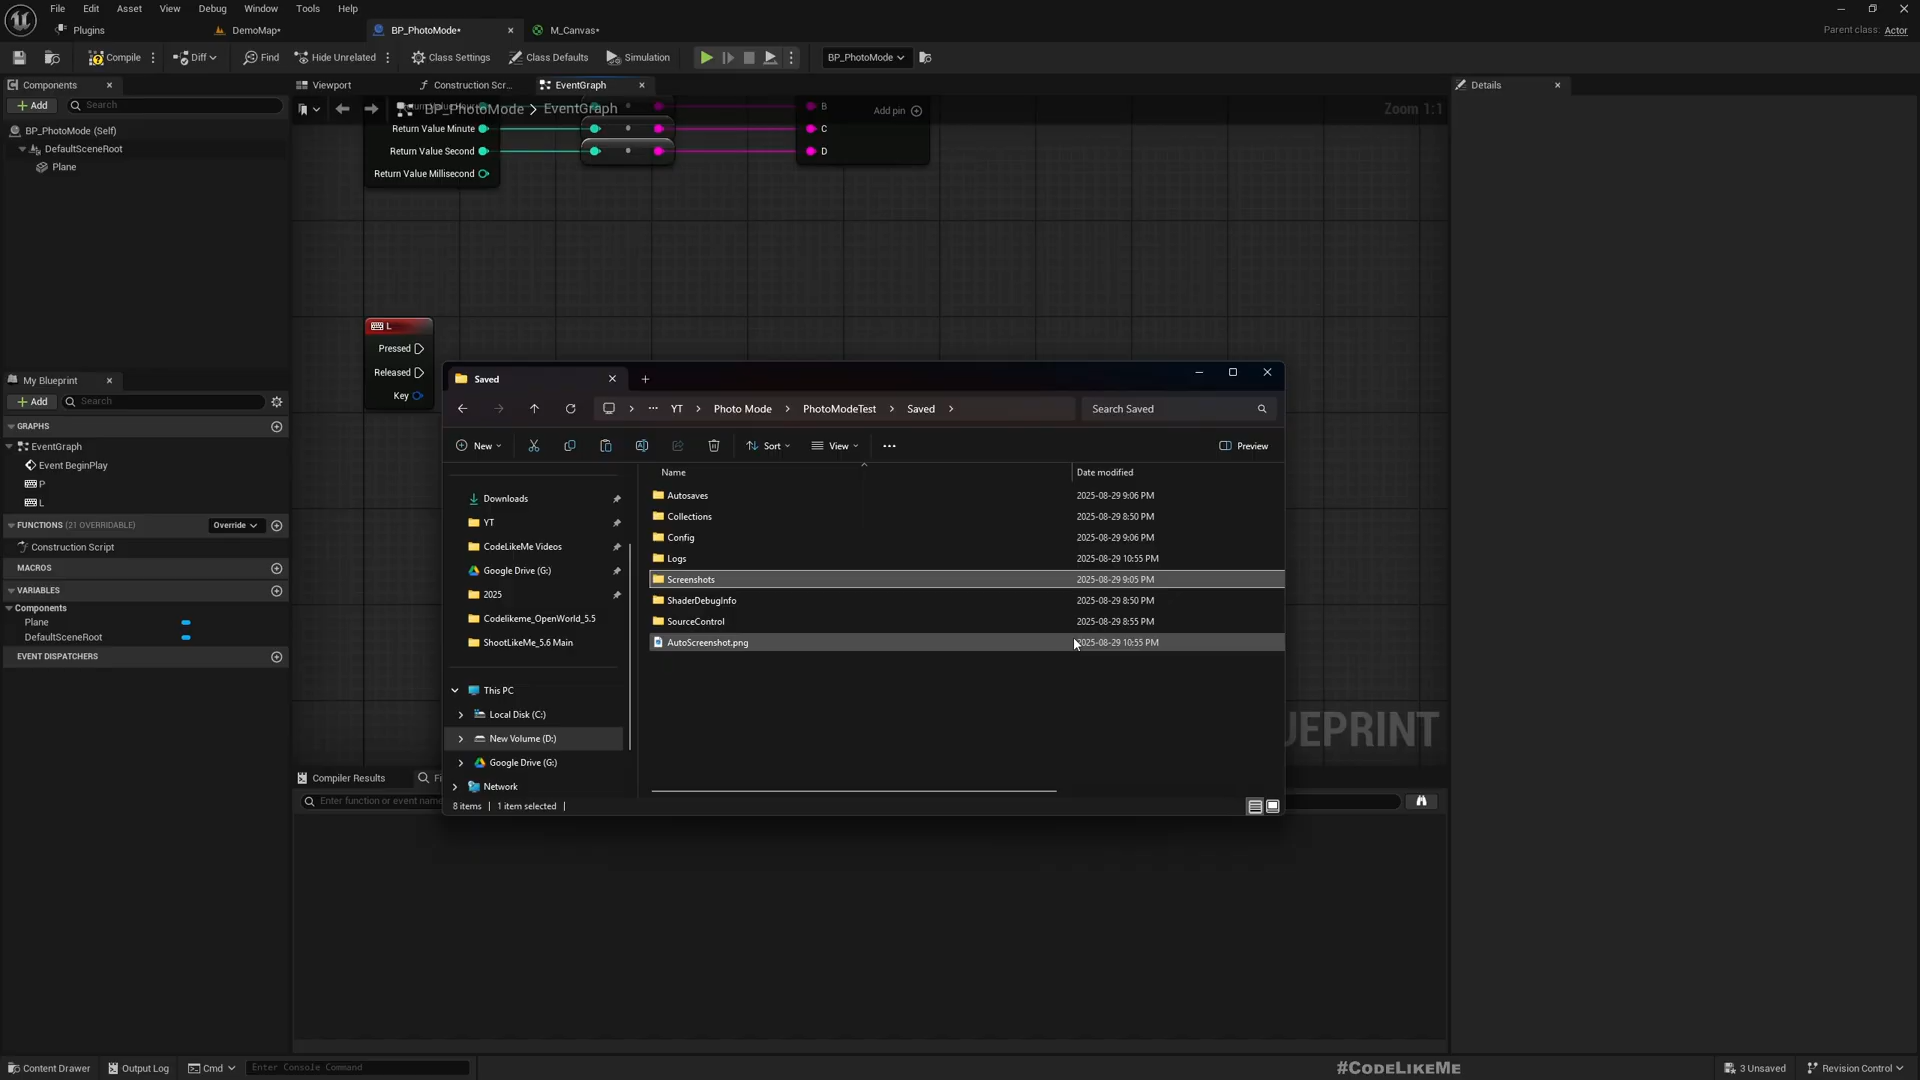 File Edit Asset View Debug Window Tools Help
Plugins DemoMap* BP_PhotoMode* M_Canvas*
Parent class: Actor
Compile Diff Find Hide Unrelated Class Settings Class Defaults Simulation BP_PhotoMode
Components
Viewport Construction Scr... EventGraph
Details
Add Search
BP_PhotoMode > EventGraph
Zoom 1:1
B
Add pin
BP_PhotoMode (Self)
DefaultSceneRoot
Plane
Return Value Minute
C
Return Value Second
D
Return Value Millisecond
L
Pressed
Released
Key
My Blueprint
Add Search
GRAPHS
EventGraph
Event BeginPlay
P
L
FUNCTIONS (21 OVERRIDABLE) Override
Construction Script
MACROS
VARIABLES
Components
Plane
DefaultSceneRoot
EVENT DISPATCHERS
Saved
YT > Photo Mode > PhotoModeTest > Saved >
Search Saved
New Sort View Preview
Name Date modified
Downloads
YT
CodeLikeMe Videos
Google Drive (G:)
2025
Codelikeme_OpenWorld_5.5
ShootLikeMe_5.6 Main
This PC
Local Disk (C:)
New Volume (D:)
Google Drive (G:)
Network
Autosaves 2025-08-29 9:06 PM
Collections 2025-08-29 8:50 PM
Config 2025-08-29 9:06 PM
Logs 2025-08-29 10:55 PM
Screenshots 2025-08-29 9:05 PM
ShaderDebugInfo 2025-08-29 8:50 PM
SourceControl 2025-08-29 8:55 PM
AutoScreenshot.png 2025-08-29 10:55 PM
8 items | 1 item selected |
UEPRINT
Compiler Results Fi
Enter function or event name
Content Drawer Output Log Cmd Enter Console Command
#CODELIKEME
3 Unsaved Revision Control